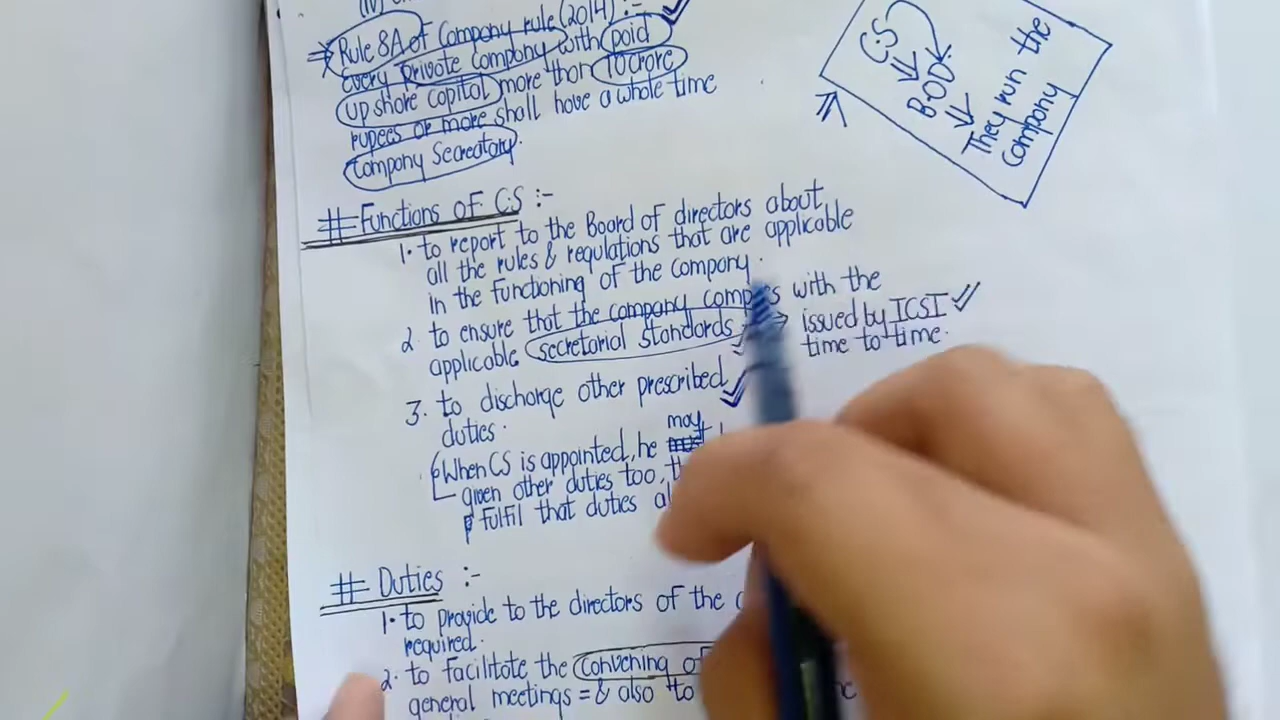 ⇒ Rule 8A of Company rule (2014) :-
every private company with paid
up share capital more than 10 crore
rupees or more shall have a whole time
Company Secreatary.
# Functions of C.S :-
1. to report to the Board of directors about
all the rules & regulations that are applicable
in the functioning of the company.
2. to ensure that the company complies with the
applicable secretarial standards
issued by ICSI
time to time.
3. to discharge other prescribed
duties.
When CS is appointed, he may
given other duties too,
fulfil that duties
# Duties :-
1. to provide to the directors of the
required.
2. to facilitate the convening of
general meetings = & also to
C.S
B.O.D
They run the
company